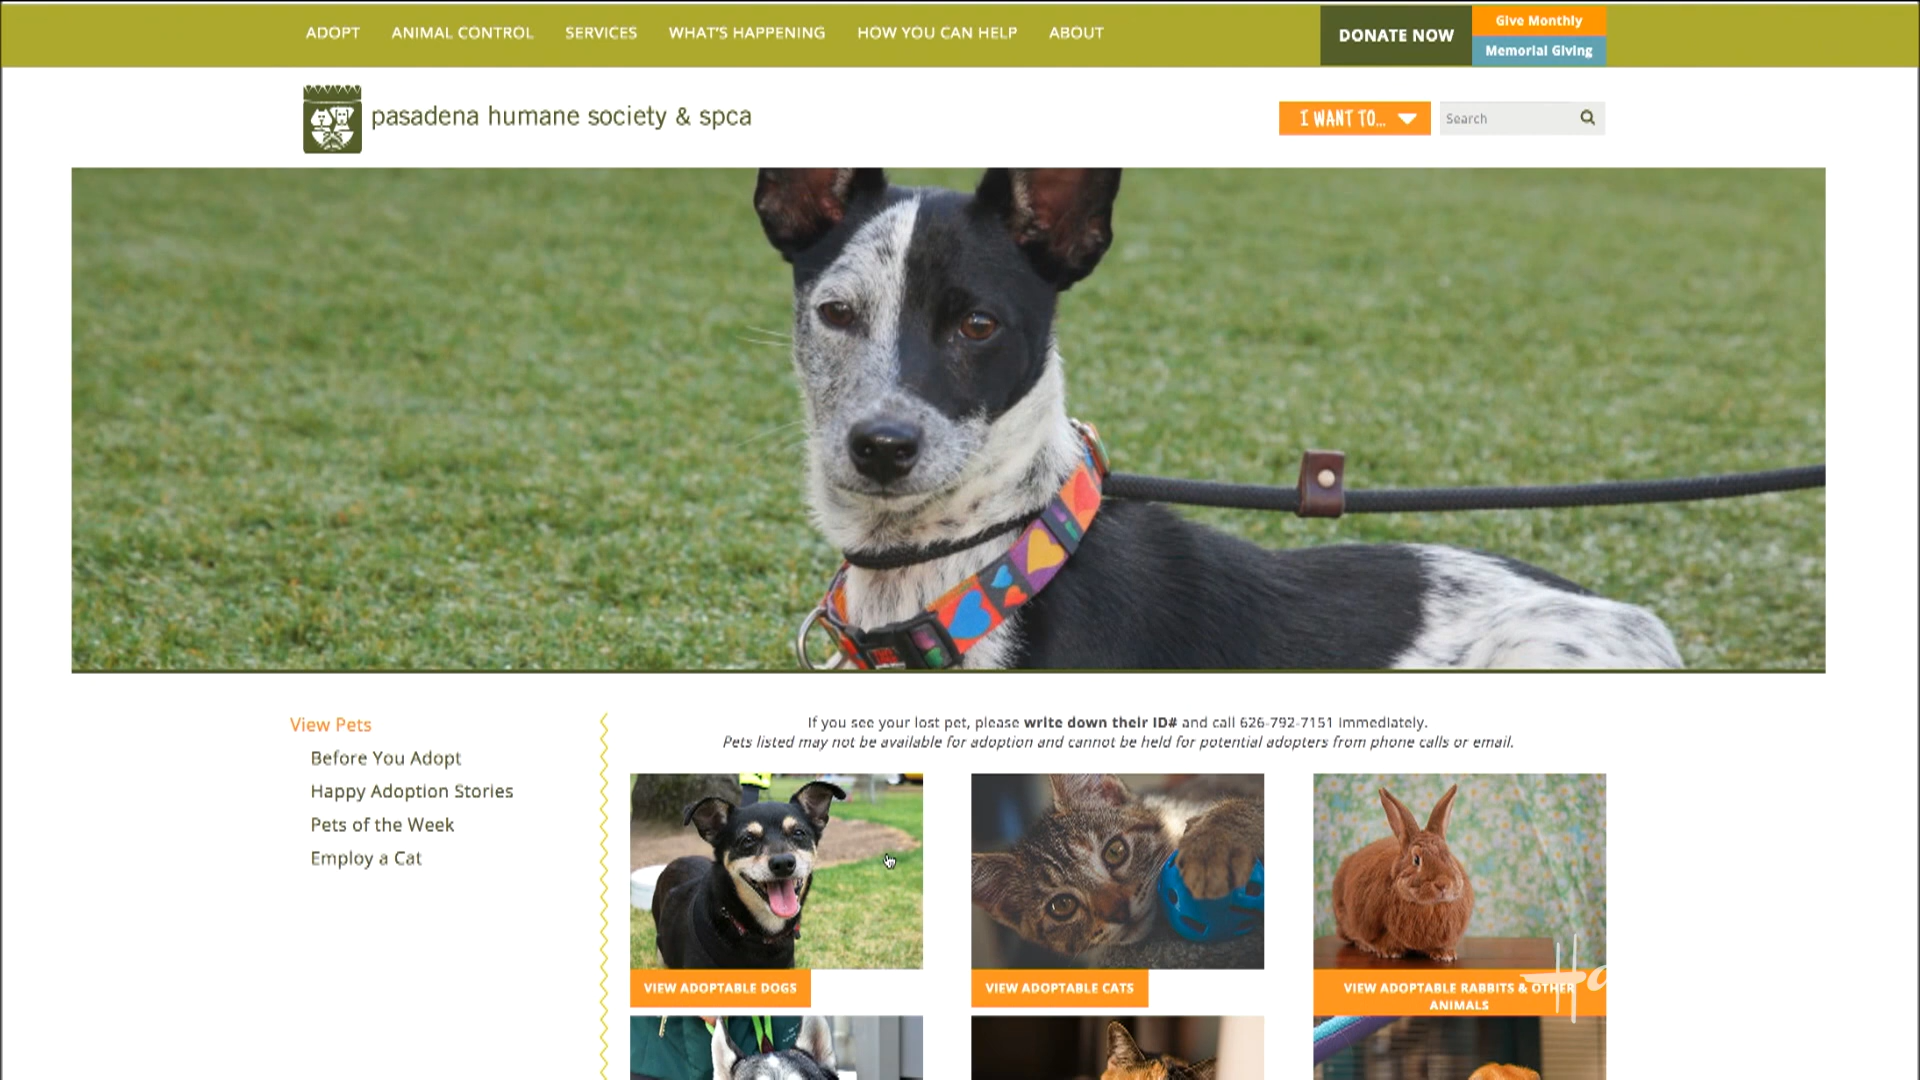 ADOPT ANIMAL CONTROL SERVICES WHAT'S HAPPENING HOW YOU CAN HELP ABOUT DONATE NOW Give Monthly
Memorial Giving
pasadena humane society & spca I WANT TO... Search
View Pets
Before You Adopt
Happy Adoption Stories
Pets of the Week
Employ a Cat
If you see your lost pet, please write down their ID# and call 626-792-7151 immediately.
Pets listed may not be available for adoption and cannot be held for potential adopters from phone calls or email.
VIEW ADOPTABLE DOGS
VIEW ADOPTABLE CATS
VIEW ADOPTABLE RABBITS & OTHER
ANIMALS